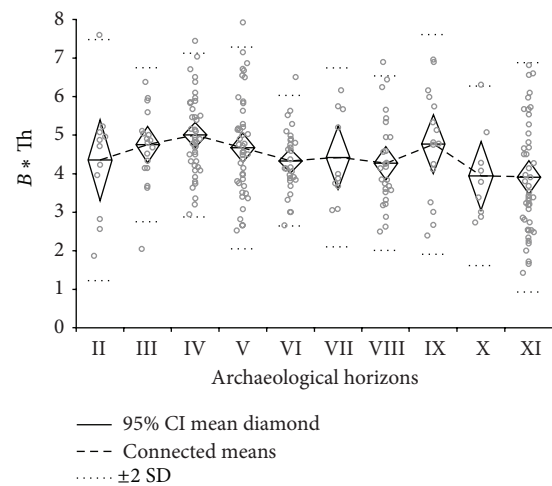 8
7
6
5
4
3
2
1
0
B * Th
II III IV V VI VII VIII IX X XI
Archaeological horizons
95% CI mean diamond
Connected means
±2 SD